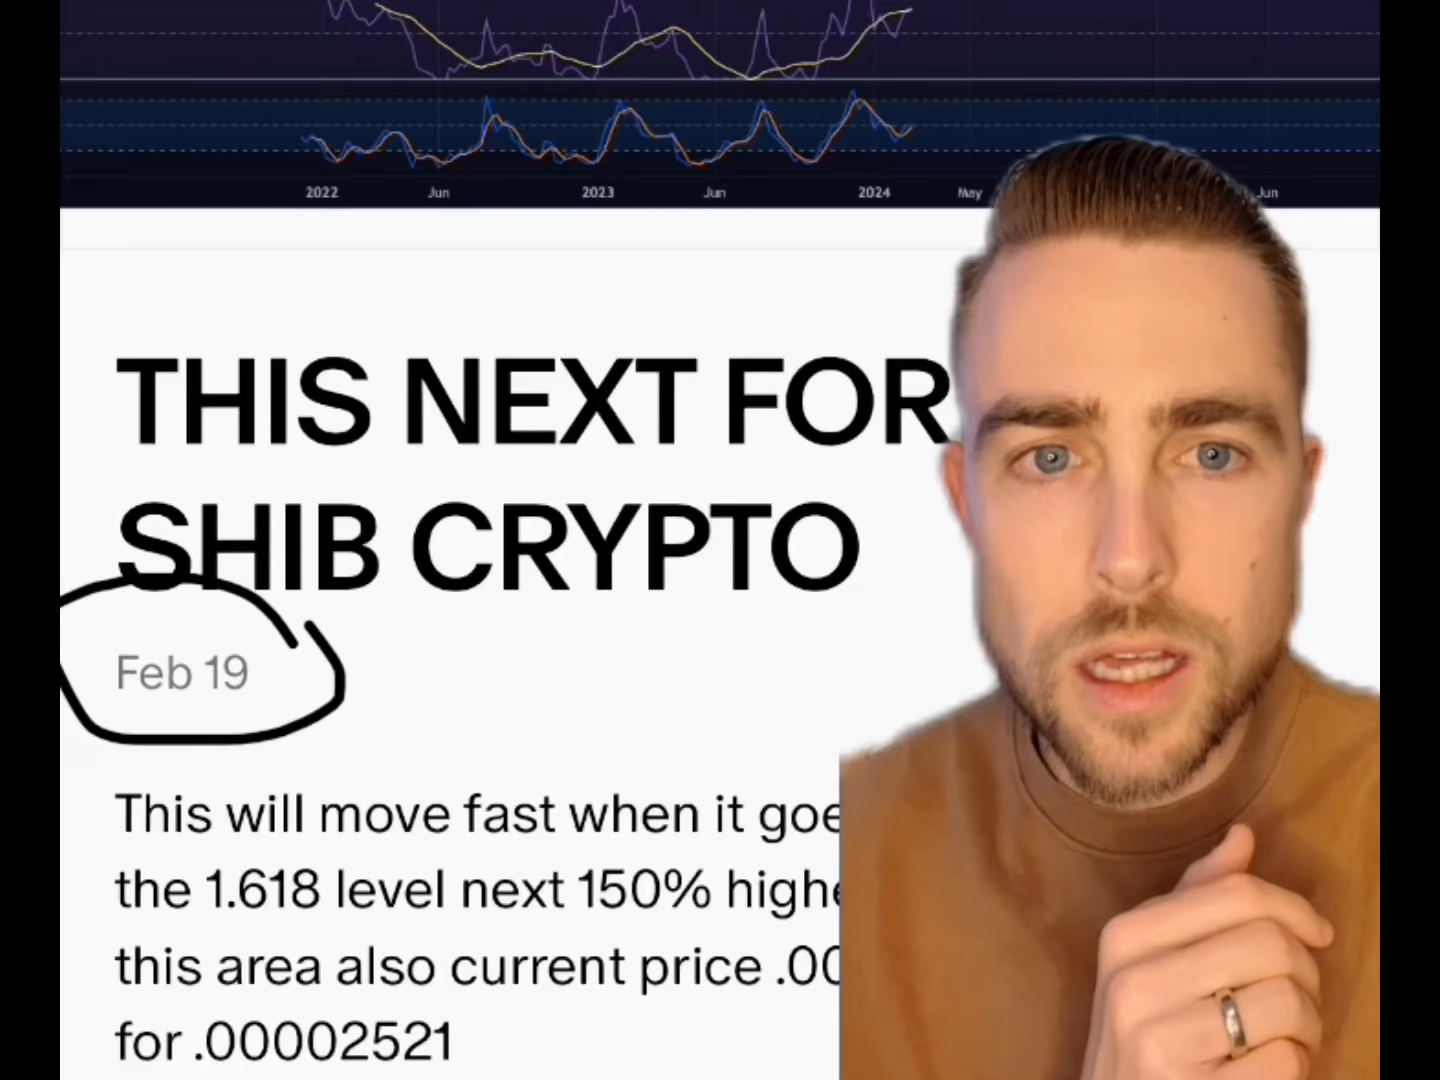 2022 Jun 2023 Jun 2024 May Jun
THIS NEXT FOR
SHIB CRYPTO
Feb 19
This will move fast when it goe
the 1.618 level next 150% highe
this area also current price .00
for .00002521